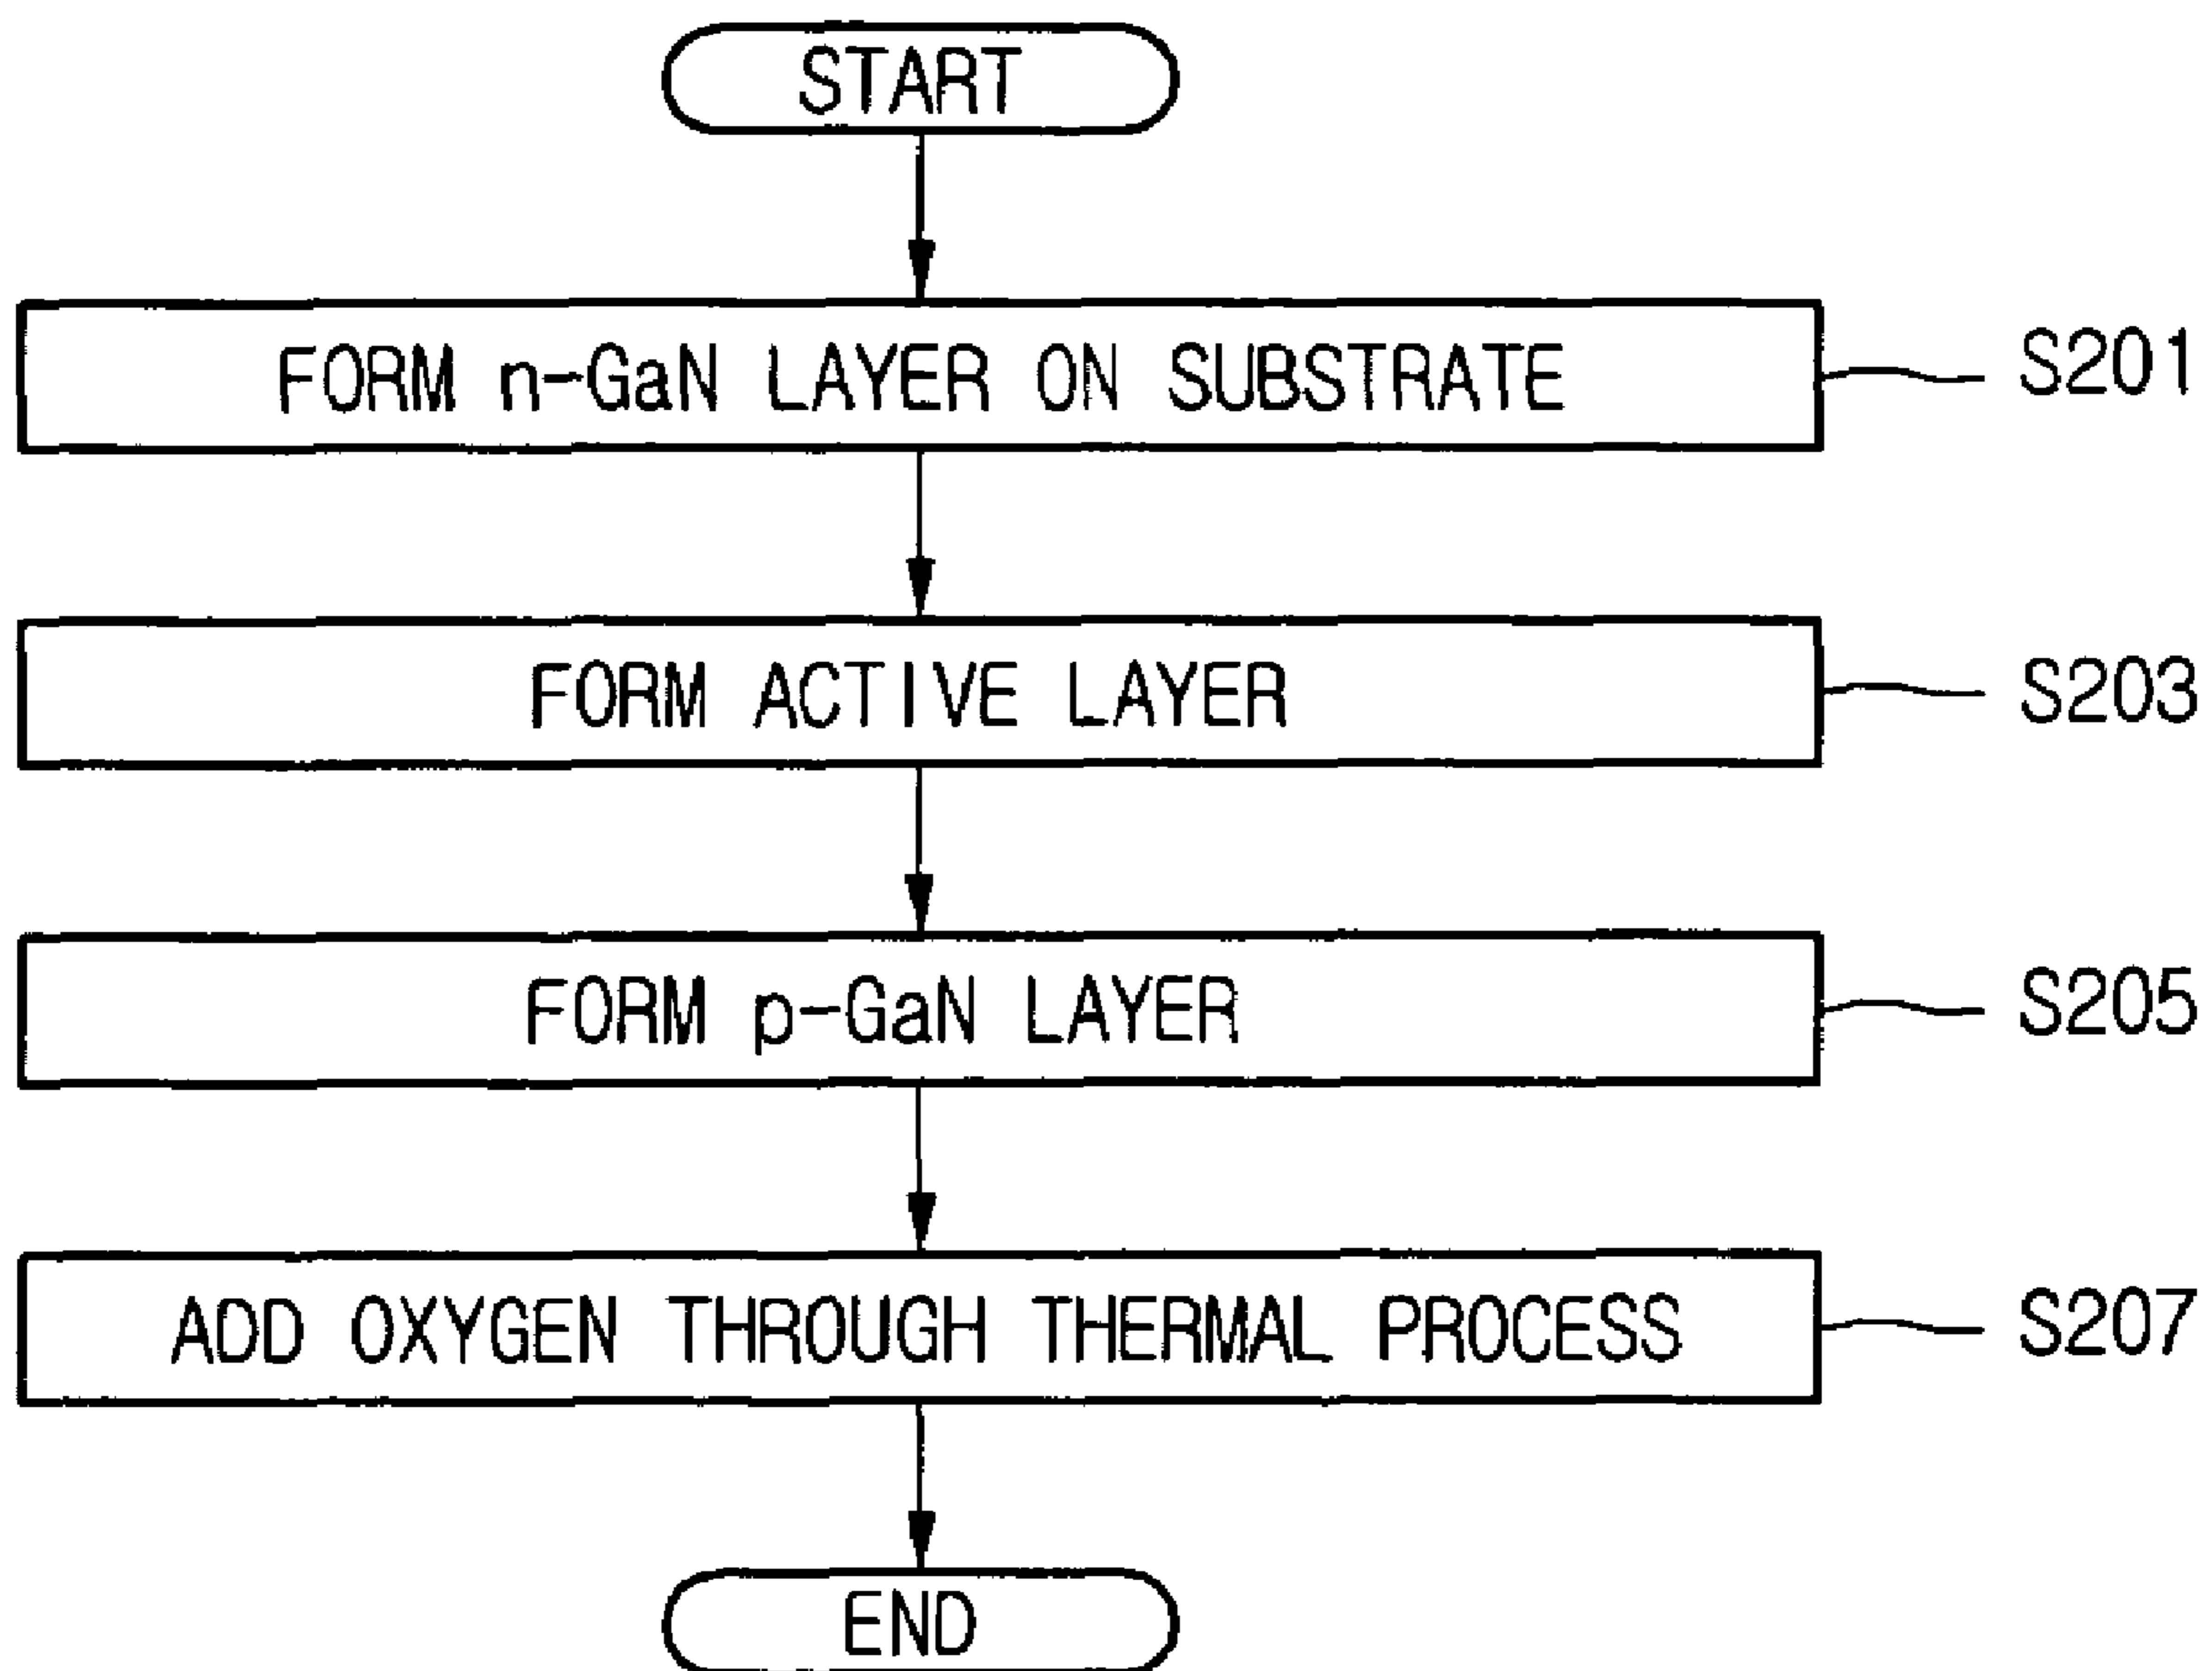 START
FORM n-GaN LAYER ON SUBSTRATE
S201
FORM ACTIVE LAYER
S203
FORM p-GaN LAYER
S205
ADD OXYGEN THROUGH THERMAL PROCESS
S207
END